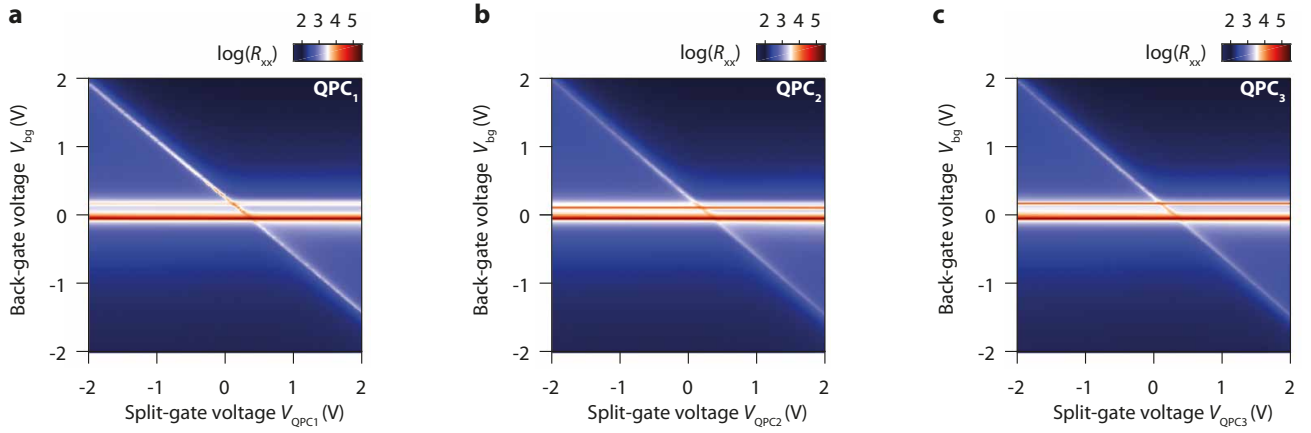 a
2 3 4 5
log(Rxx)
QPC1
Back-gate voltage Vbg (V)
2
1
0
-1
-2
-2 -1 0 1 2
Split-gate voltage VQPC1 (V)
b
2 3 4 5
log(Rxx)
QPC2
Back-gate voltage Vbg (V)
2
1
0
-1
-2
-2 -1 0 1 2
Split-gate voltage VQPC2 (V)
c
2 3 4 5
log(Rxx)
QPC3
Back-gate voltage Vbg (V)
2
1
0
-1
-2
-2 -1 0 1 2
Split-gate voltage VQPC3 (V)